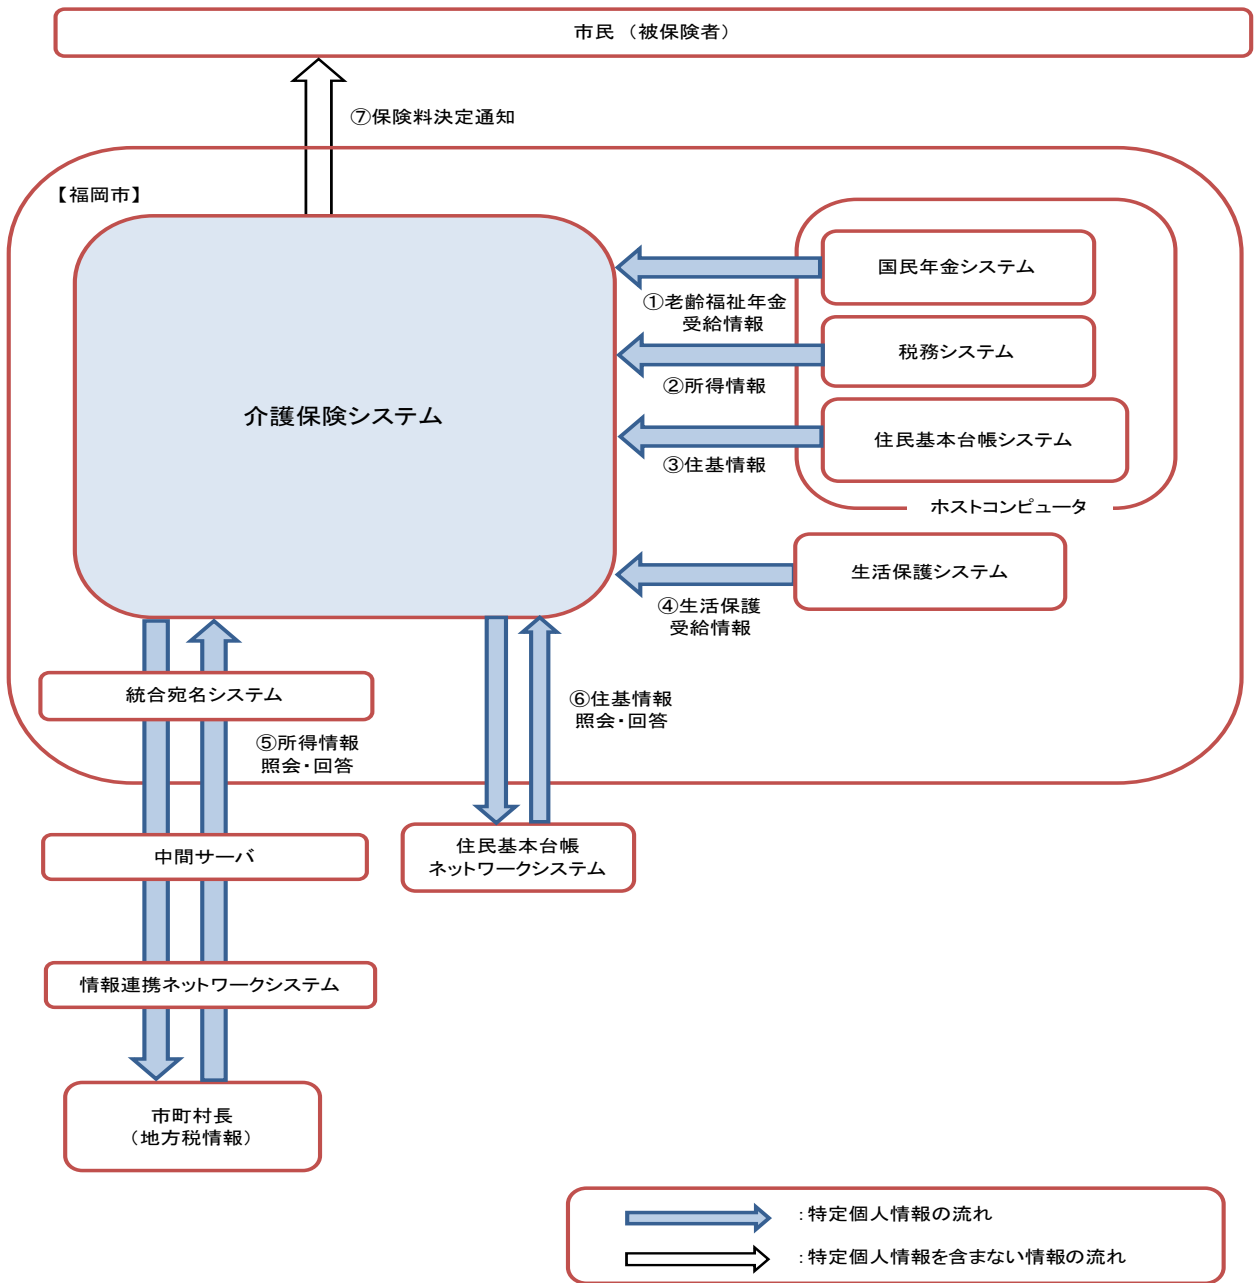 市民（被保険者）
⑦保険料決定通知
【福岡市】
介護保険システム
国民年金システム
①老齢福祉年金
受給情報
税務システム
②所得情報
住民基本台帳システム
③住基情報
ホストコンピュータ
生活保護システム
④生活保護
受給情報
統合宛名システム
⑤所得情報
照会・回答
⑥住基情報
照会・回答
中間サーバ
住民基本台帳
ネットワークシステム
情報連携ネットワークシステム
市町村長
（地方税情報）
：特定個人情報の流れ
：特定個人情報を含まない情報の流れ